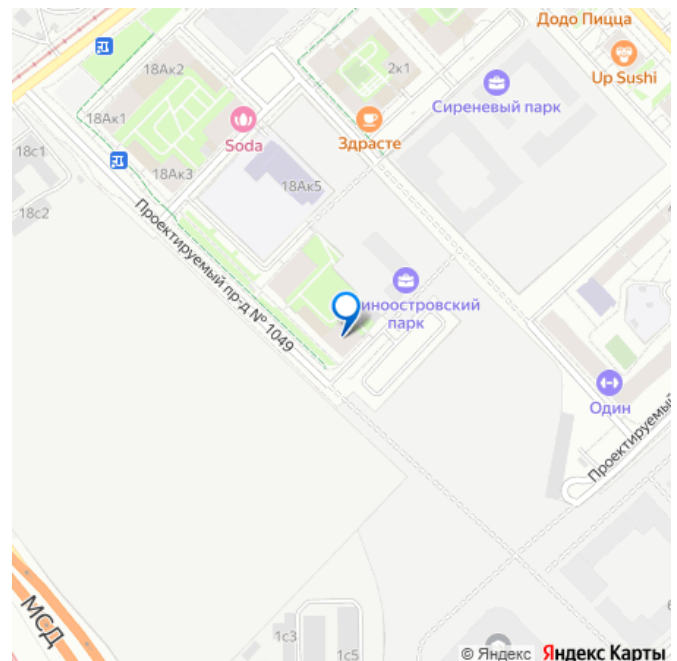 Додо Пицца
Up Sushi
18Ак2
2к1
Сиреневый парк
18Ак1
Soda
Здрасте
18с1
18Ак3
18Ак5
18с2
Проектируемый пр-д № 1049
иноостровский
парк
Один
Проектируемый
МСД
1с3
1с5
6
© Яндекс Яндекс Карты